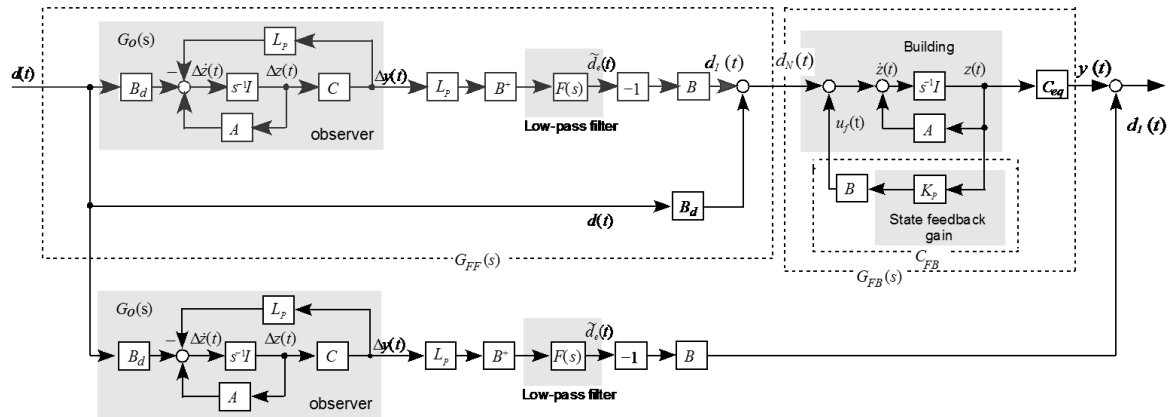 G_O(s)
L_p
d(t)
B_d
−
Δż(t)
s⁻¹I
Δz(t)
C
Δy(t)
A
observer
L_p
B⁺
F(s)
Low-pass filter
d̃_e(t)
-1
B
d_I (t)
B_d
d(t)
G_FF(s)
d_N(t)
Building
ż(t)
s⁻¹I
z(t)
A
u_f(t)
B
K_p
State feedback
gain
C_FB
G_FB(s)
C_eq
y (t)
d_I (t)
G_O(s)
L_p
B_d
−
Δż(t)
s⁻¹I
Δz(t)
C
Δy(t)
A
observer
L_p
B⁺
F(s)
Low-pass filter
d̃_e(t)
-1
B